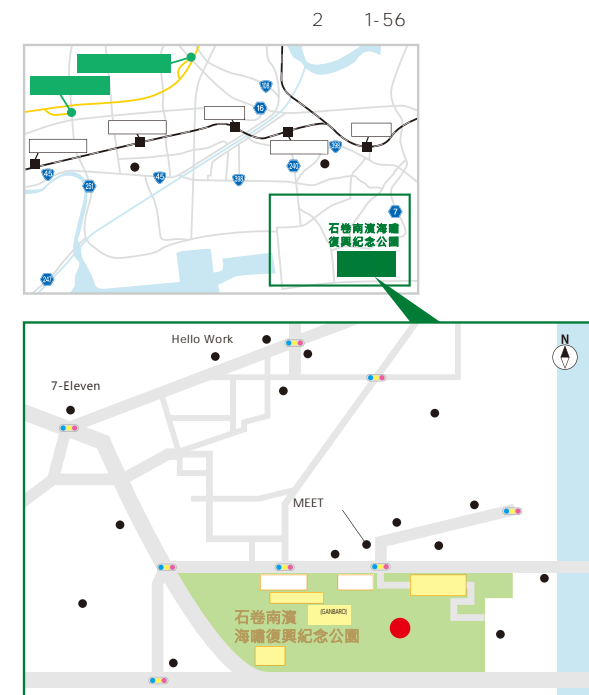 2 1-56
108
16
398
45
251
45
398
240
7
247
石卷南濱海嘯
復興紀念公園
Hello Work
N
7-Eleven
MEET
(GANBARO)
石卷南濱
海嘯復興紀念公園